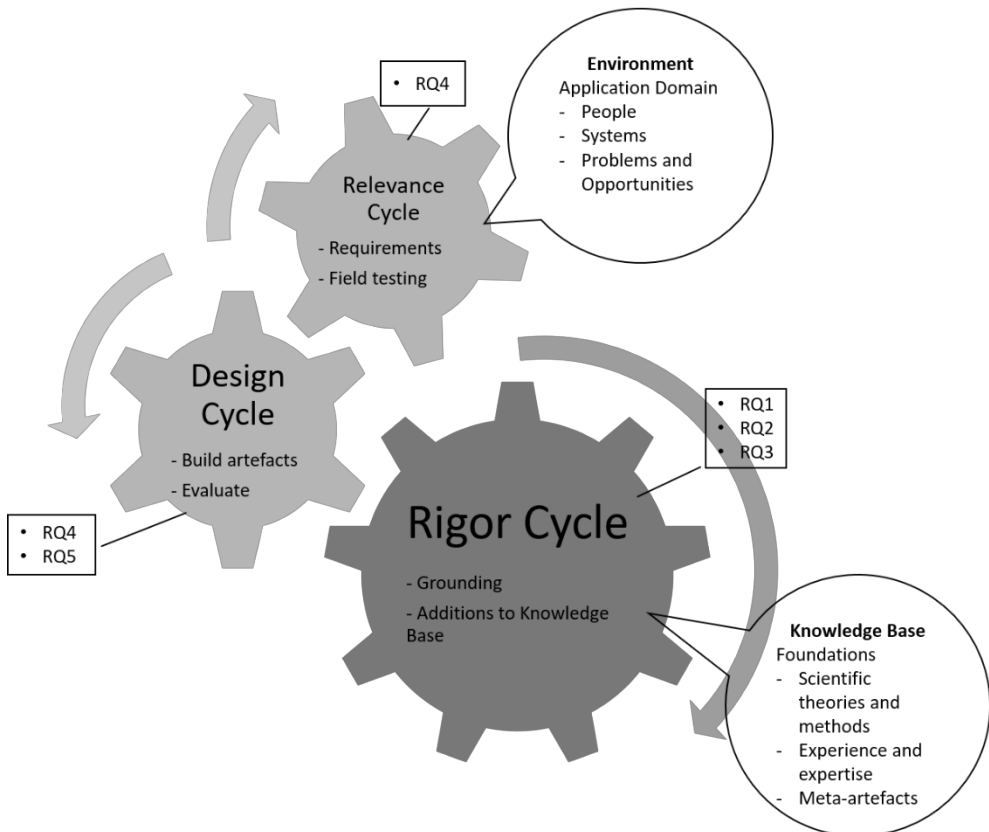 • RQ4
Environment
Application Domain
- People
- Systems
- Problems and
Opportunities
Relevance
Cycle
- Requirements
- Field testing
Design
Cycle
- Build artefacts
- Evaluate
• RQ4
• RQ5
• RQ1
• RQ2
• RQ3
Rigor Cycle
- Grounding
- Additions to Knowledge
Base
Knowledge Base
Foundations
- Scientific
theories and
methods
- Experience and
expertise
- Meta-artefacts